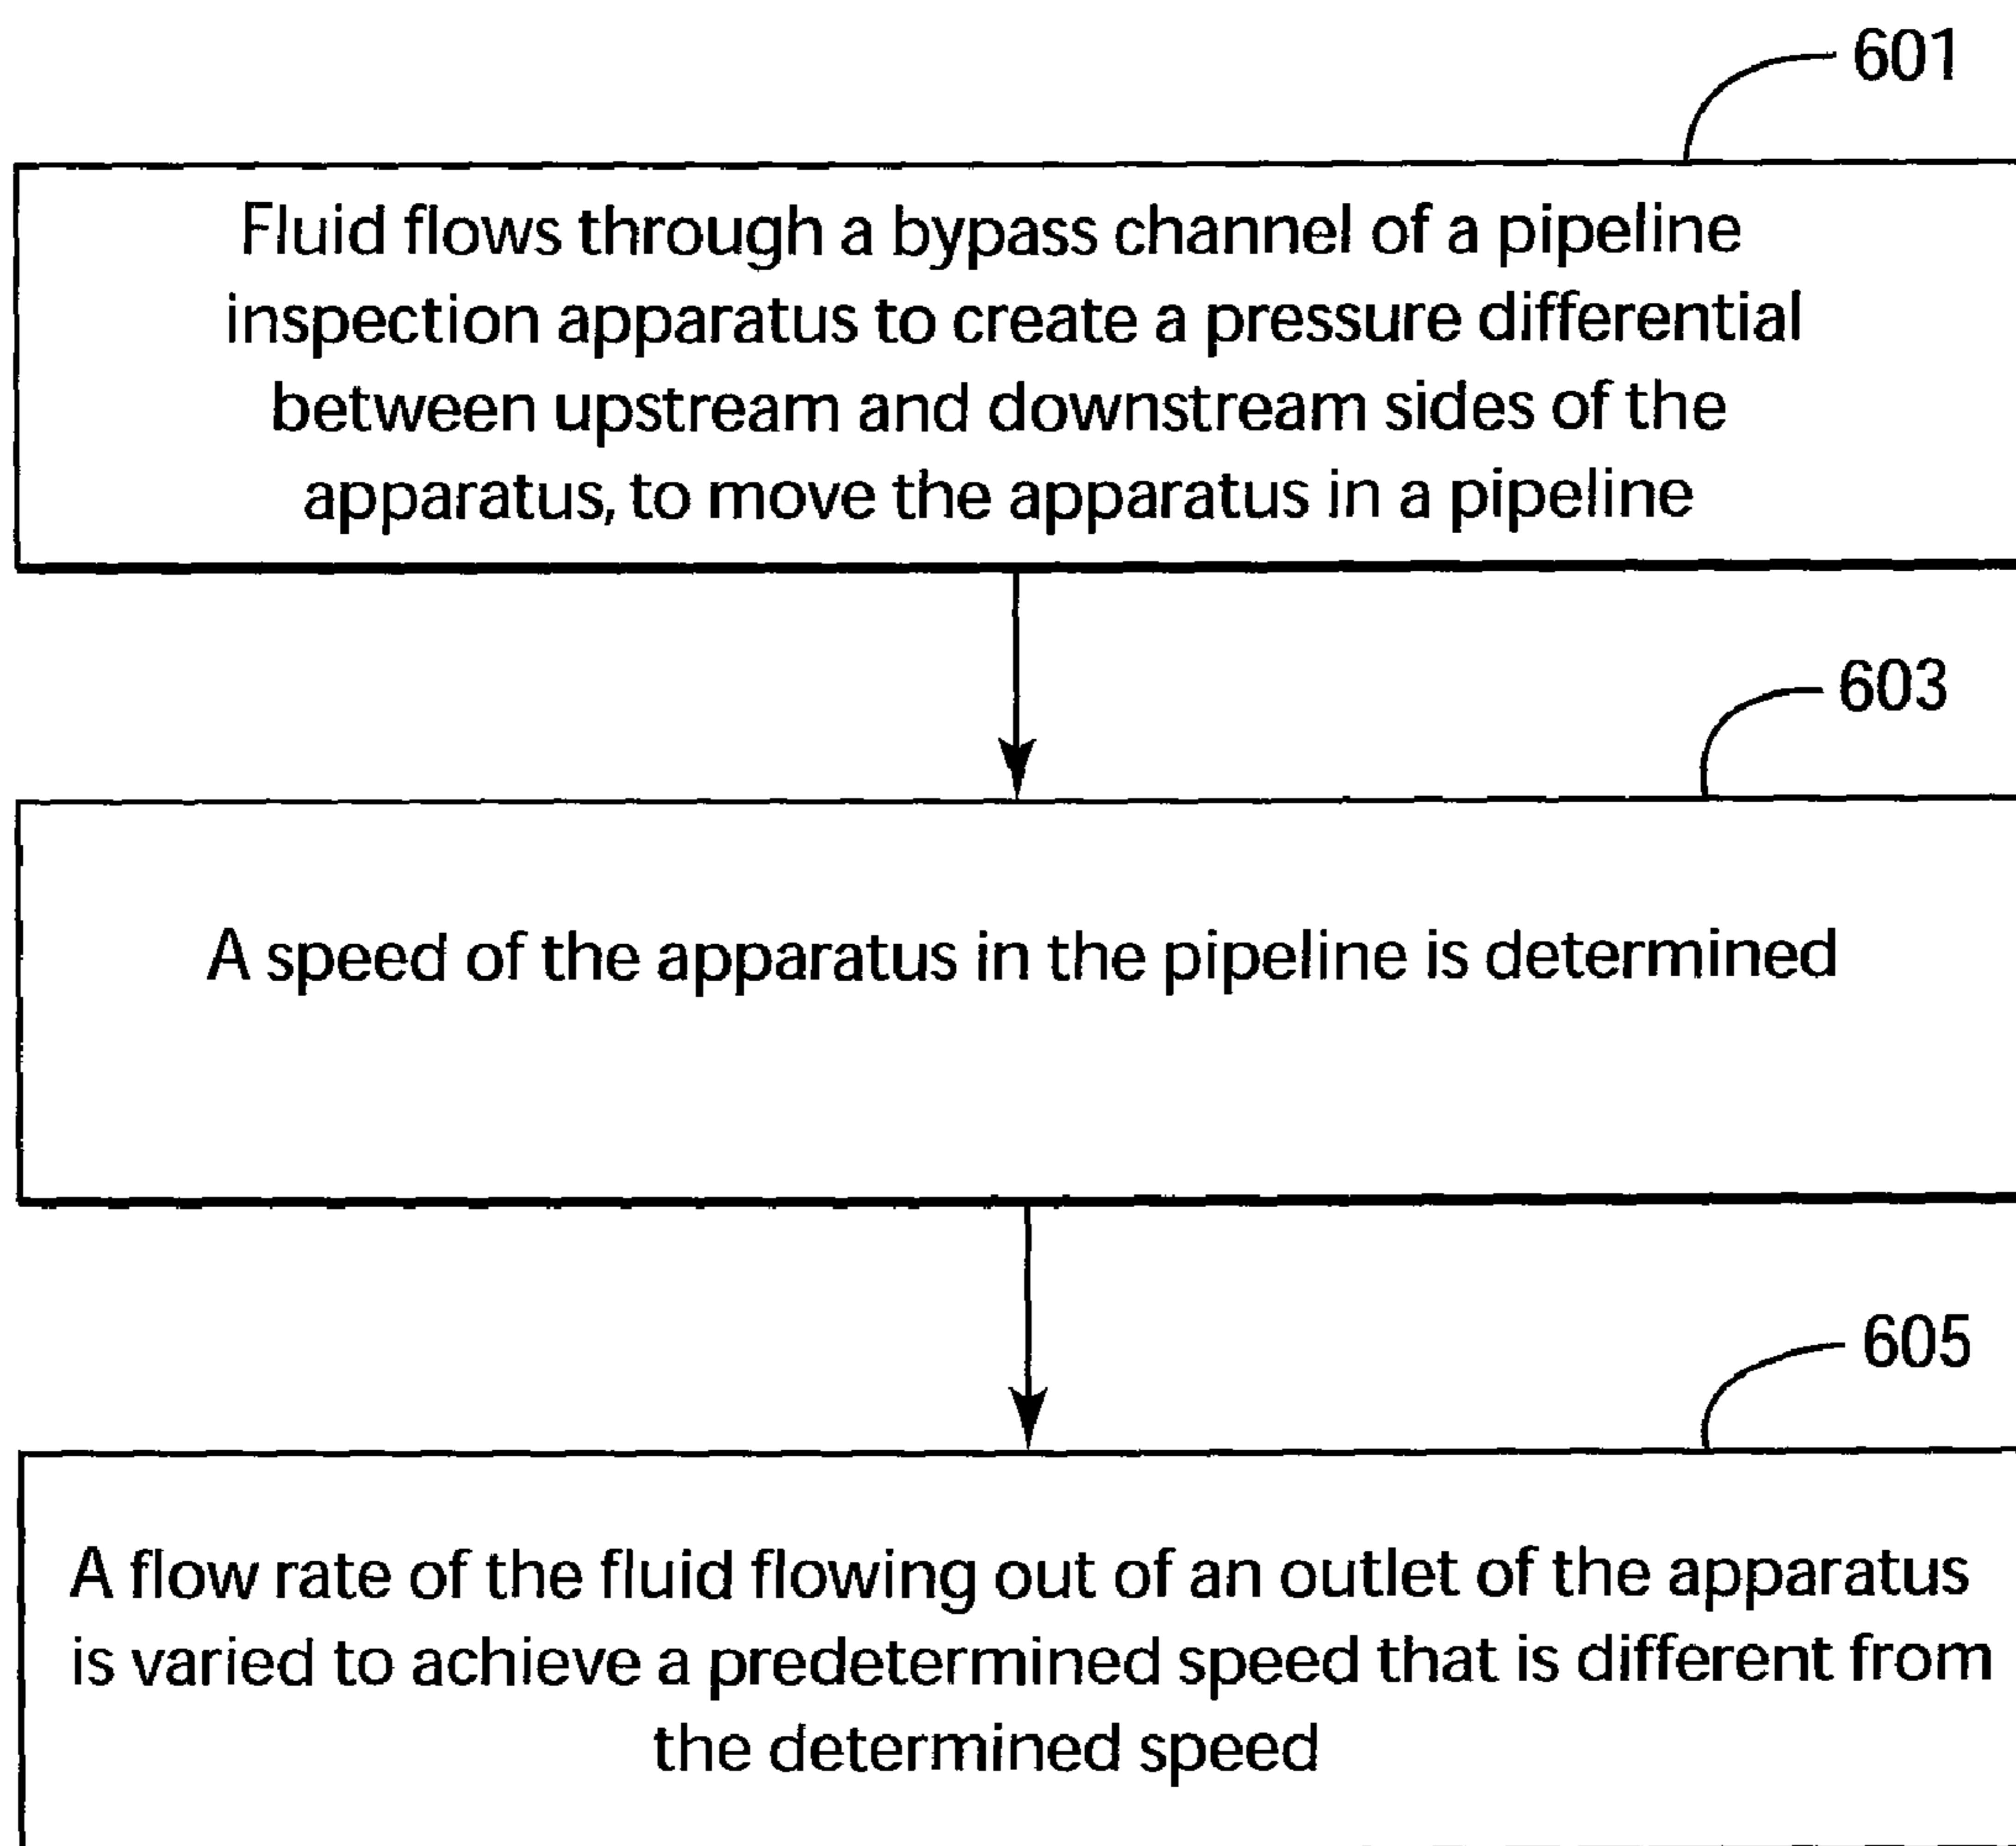 601
Fluid flows through a bypass channel of a pipeline
inspection apparatus to create a pressure differential
between upstream and downstream sides of the
apparatus, to move the apparatus in a pipeline
603
A speed of the apparatus in the pipeline is determined
605
A flow rate of the fluid flowing out of an outlet of the apparatus
is varied to achieve a predetermined speed that is different from
the determined speed